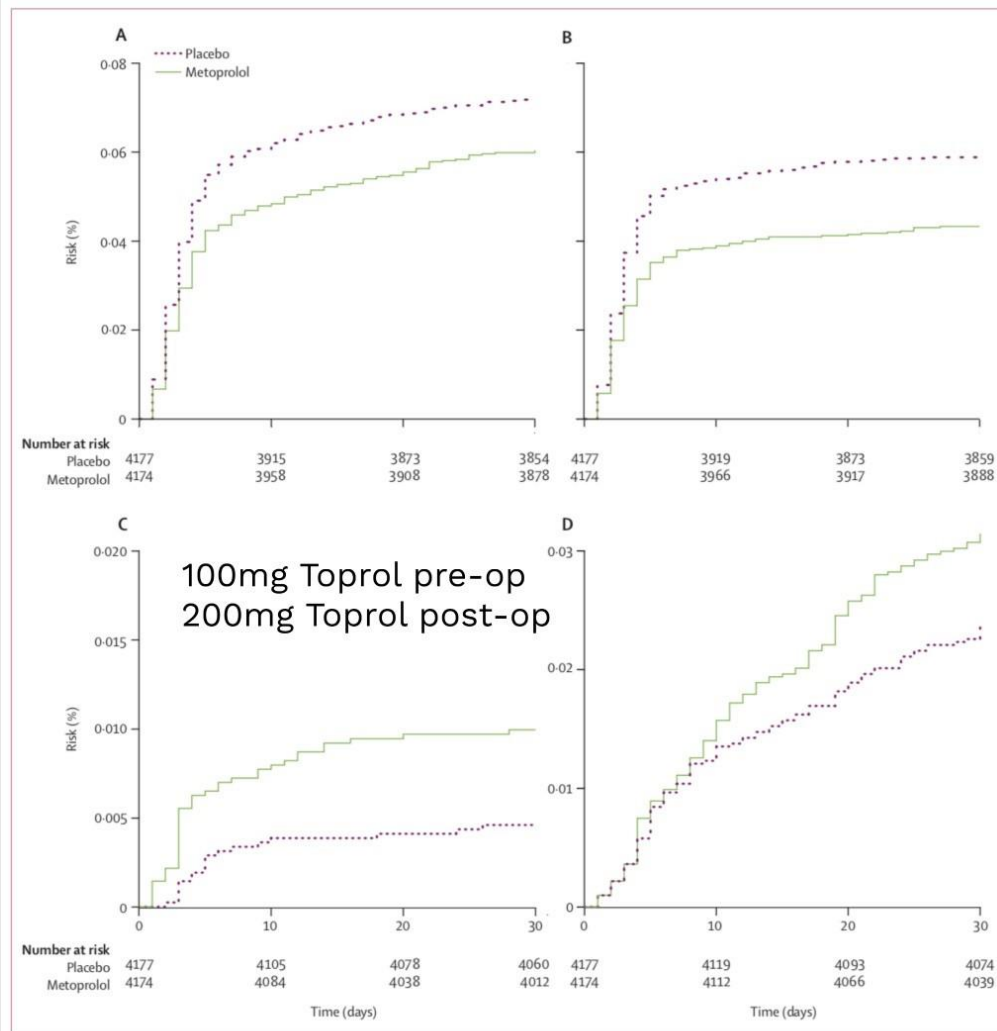 A
Placebo
Metoprolol
B
0·08
0·06
0·04
0·02
0
Risk (%)
Number at risk
Placebo 4177 3915 3873 3854 4177 3919 3873 3859
Metoprolol 4174 3958 3908 3878 4174 3966 3917 3888
C
D
100mg Toprol pre-op
200mg Toprol post-op
0·020
0·015
0·010
0·005
0
Risk (%)
0·03
0·02
0·01
0
0 10 20 30 0 10 20 30
Number at risk
Placebo 4177 4105 4078 4060 4177 4119 4093 4074
Metoprolol 4174 4084 4038 4012 4174 4112 4066 4039
Time (days) Time (days)